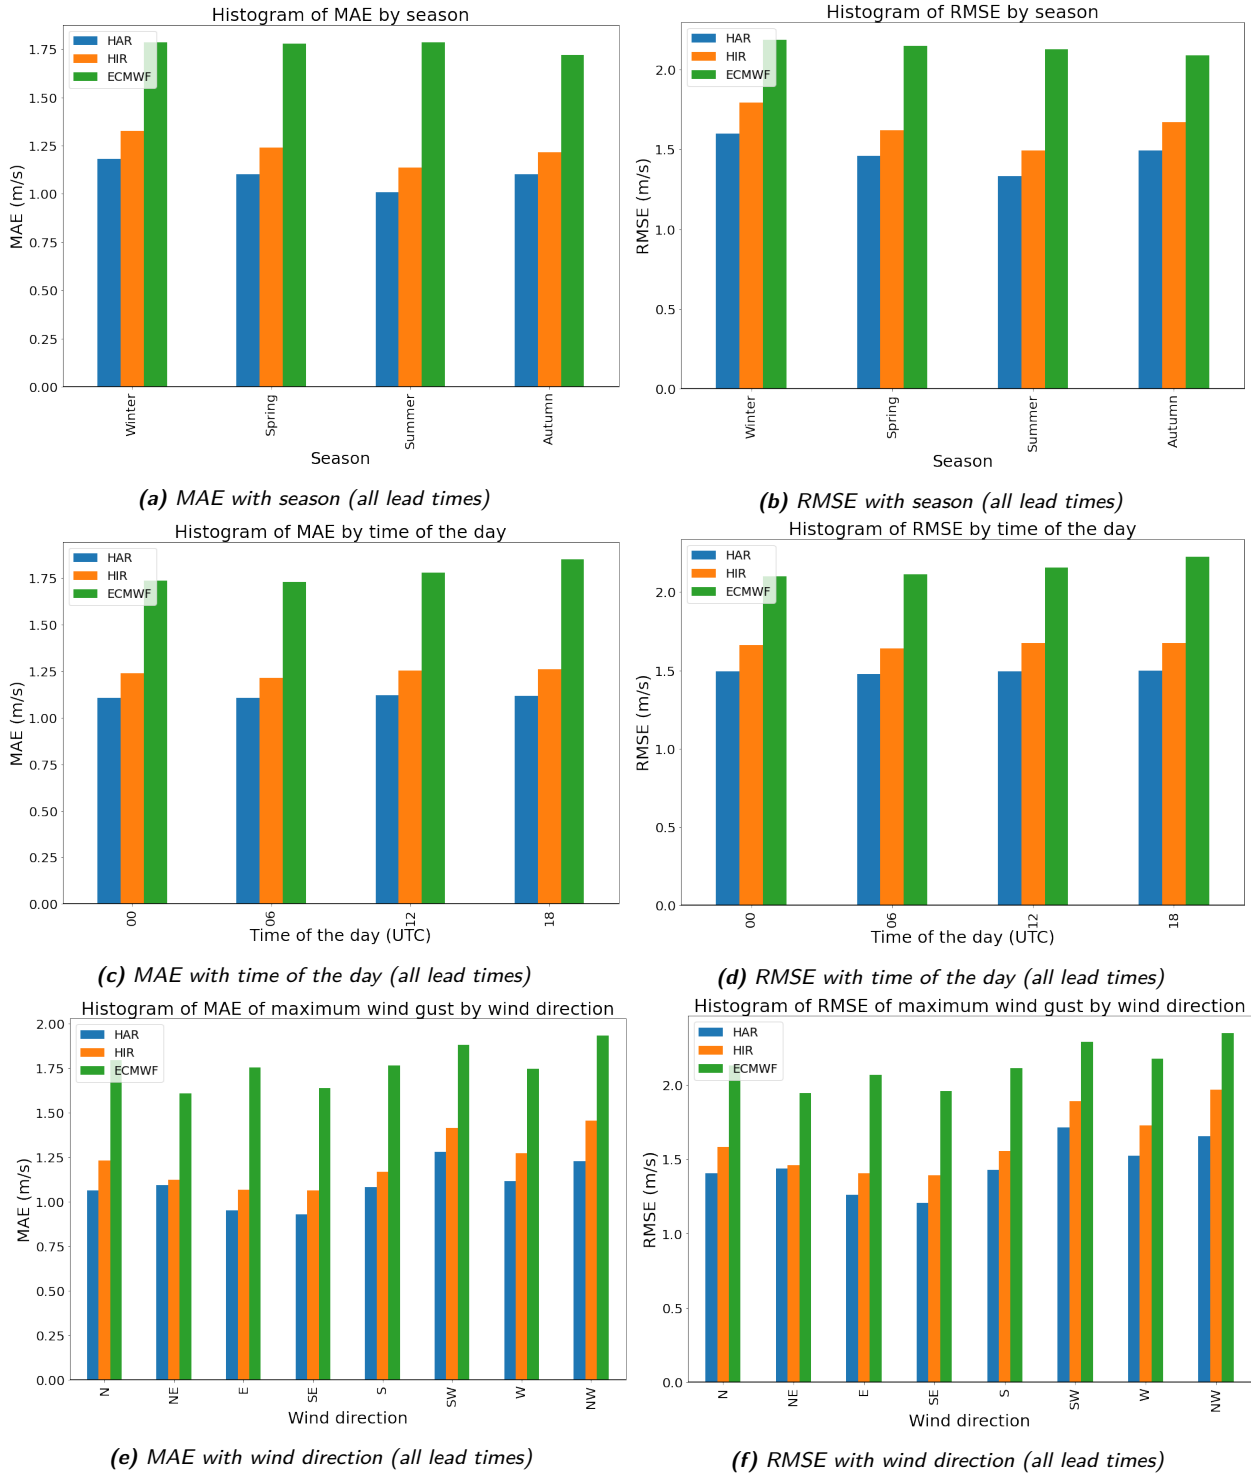 Histogram of MAE by season
HAR
HIR
ECMWF
1.75
1.50
1.25
1.00
0.75
0.50
0.25
0.00
MAE (m/s)
Winter
Spring
Summer
Autumn
Season
(a) MAE with season (all lead times)
Histogram of RMSE by season
HAR
HIR
ECMWF
2.0
1.5
1.0
0.5
0.0
RMSE (m/s)
Winter
Spring
Summer
Autumn
Season
(b) RMSE with season (all lead times)
Histogram of MAE by time of the day
HAR
HIR
ECMWF
1.75
1.50
1.25
1.00
0.75
0.50
0.25
0.00
MAE (m/s)
00
06
12
18
Time of the day (UTC)
(c) MAE with time of the day (all lead times)
Histogram of RMSE by time of the day
HAR
HIR
ECMWF
2.0
1.5
1.0
0.5
0.0
RMSE (m/s)
00
06
12
18
Time of the day (UTC)
(d) RMSE with time of the day (all lead times)
Histogram of MAE of maximum wind gust by wind direction
HAR
HIR
ECMWF
2.00
1.75
1.50
1.25
1.00
0.75
0.50
0.25
0.00
MAE (m/s)
N
NE
E
SE
S
SW
W
NW
Wind direction
(e) MAE with wind direction (all lead times)
Histogram of RMSE of maximum wind gust by wind direction
HAR
HIR
ECMWF
2.0
1.5
1.0
0.5
0.0
RMSE (m/s)
N
NE
E
SE
S
SW
W
NW
Wind direction
(f) RMSE with wind direction (all lead times)